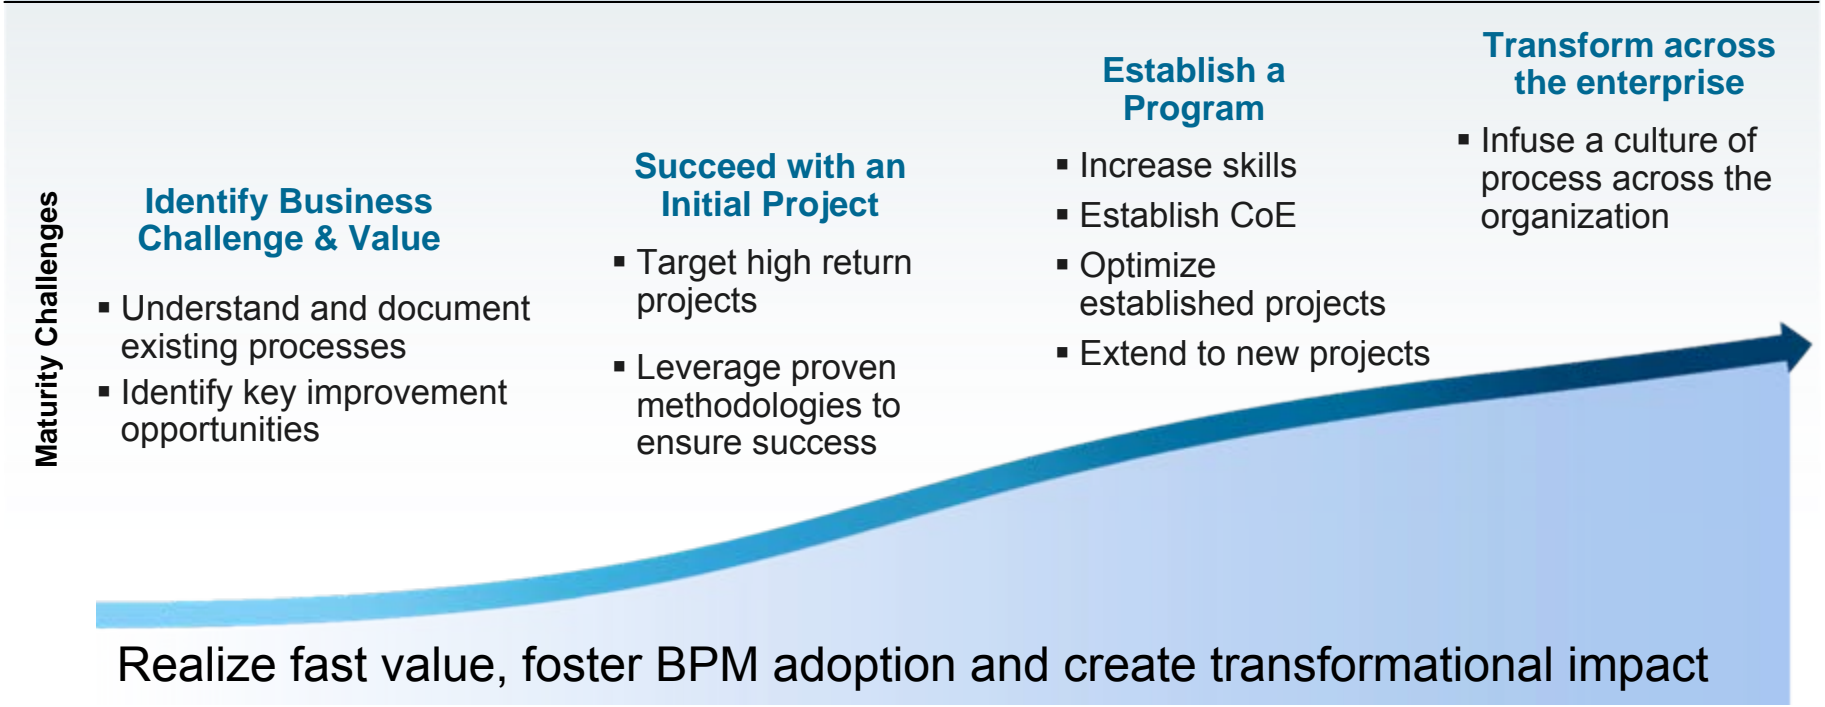 Maturity Challenges
Identify Business
Challenge & Value
▪ Understand and document
existing processes
▪ Identify key improvement
opportunities
Succeed with an
Initial Project
▪ Target high return
projects
▪ Leverage proven
methodologies to
ensure success
Establish a
Program
▪ Increase skills
▪ Establish CoE
▪ Optimize
established projects
▪ Extend to new projects
Transform across
the enterprise
▪ Infuse a culture of
process across the
organization
Realize fast value, foster BPM adoption and create transformational impact